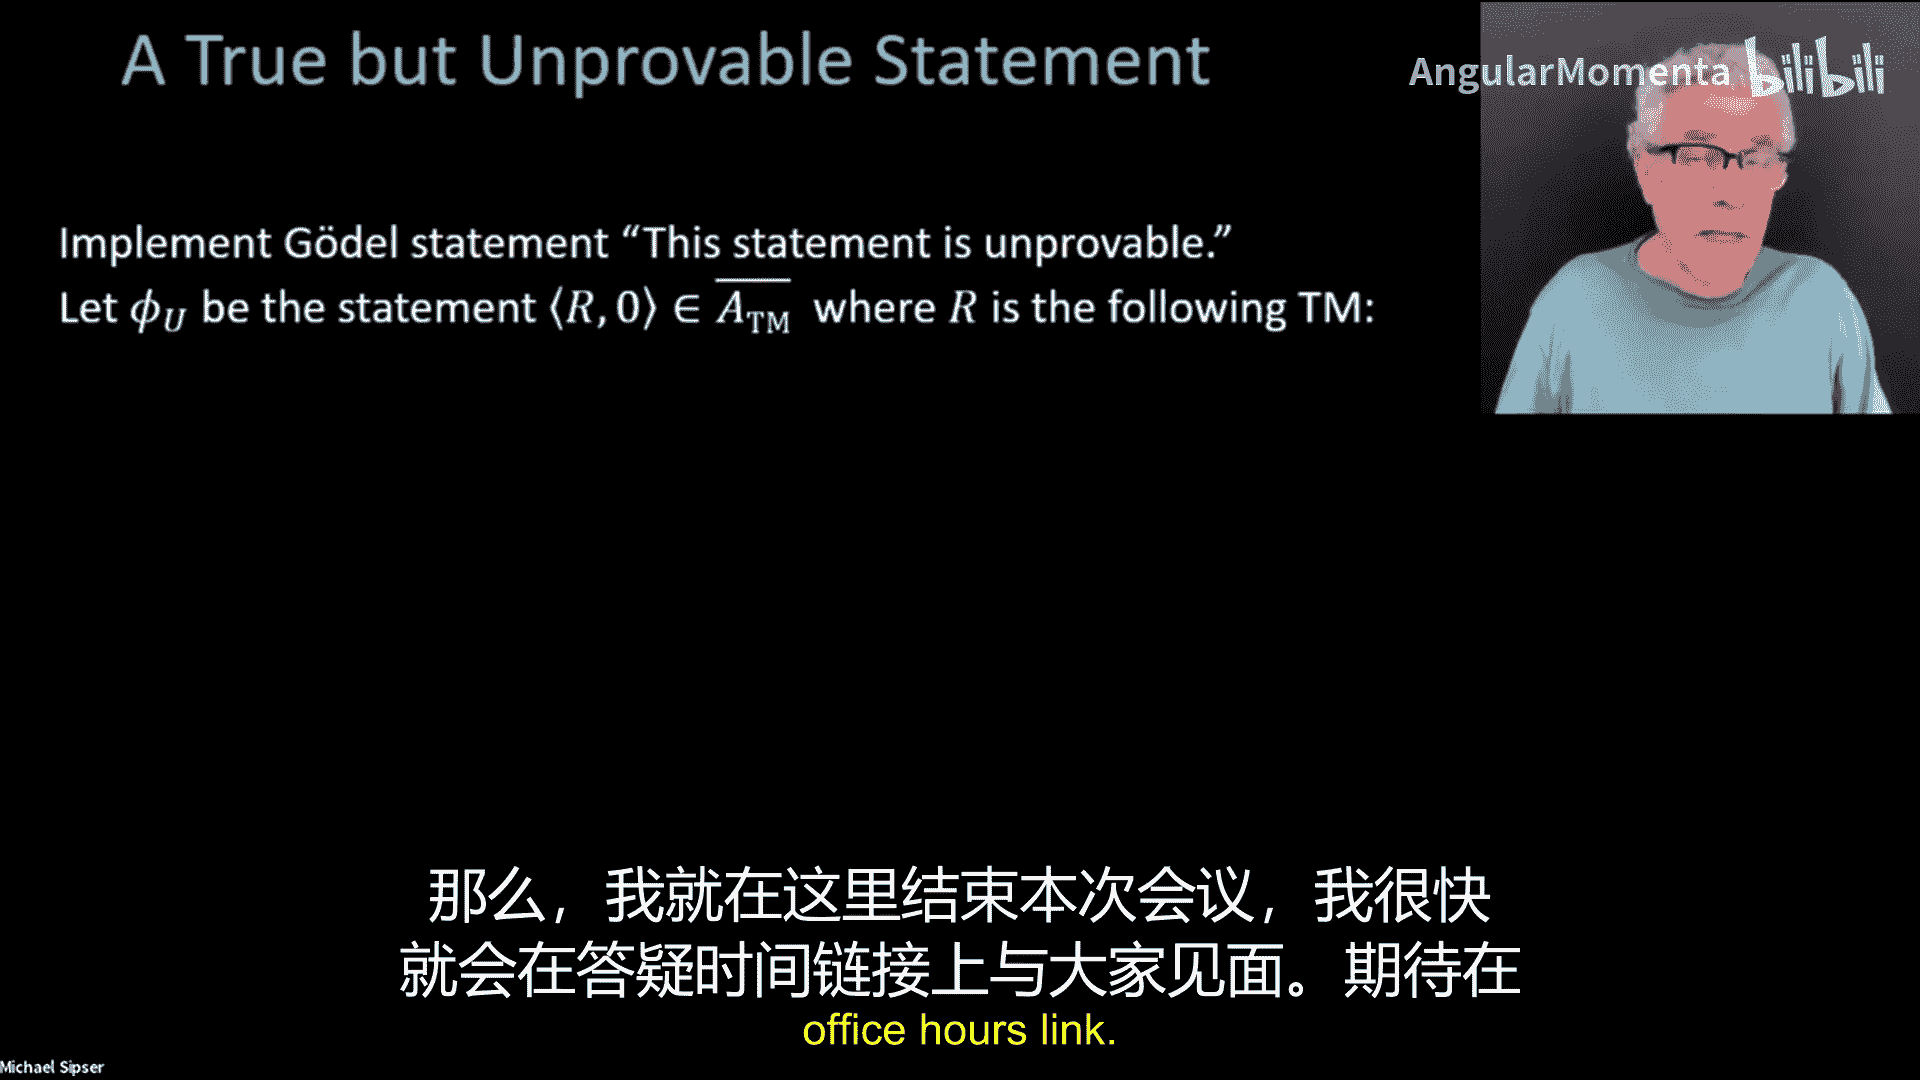 A True but Unprovable Statement
AngularMomenta bilibili
Implement Gödel statement “This statement is unprovable.”
Let 𝜙_U be the statement ⟨R, 0⟩ ∈ \overline{A_TM} where R is the following TM:
那么，我就在这里结束本次会议，我很快
就会在答疑时间链接上与大家见面。期待在
office hours link.
Michael Sipser